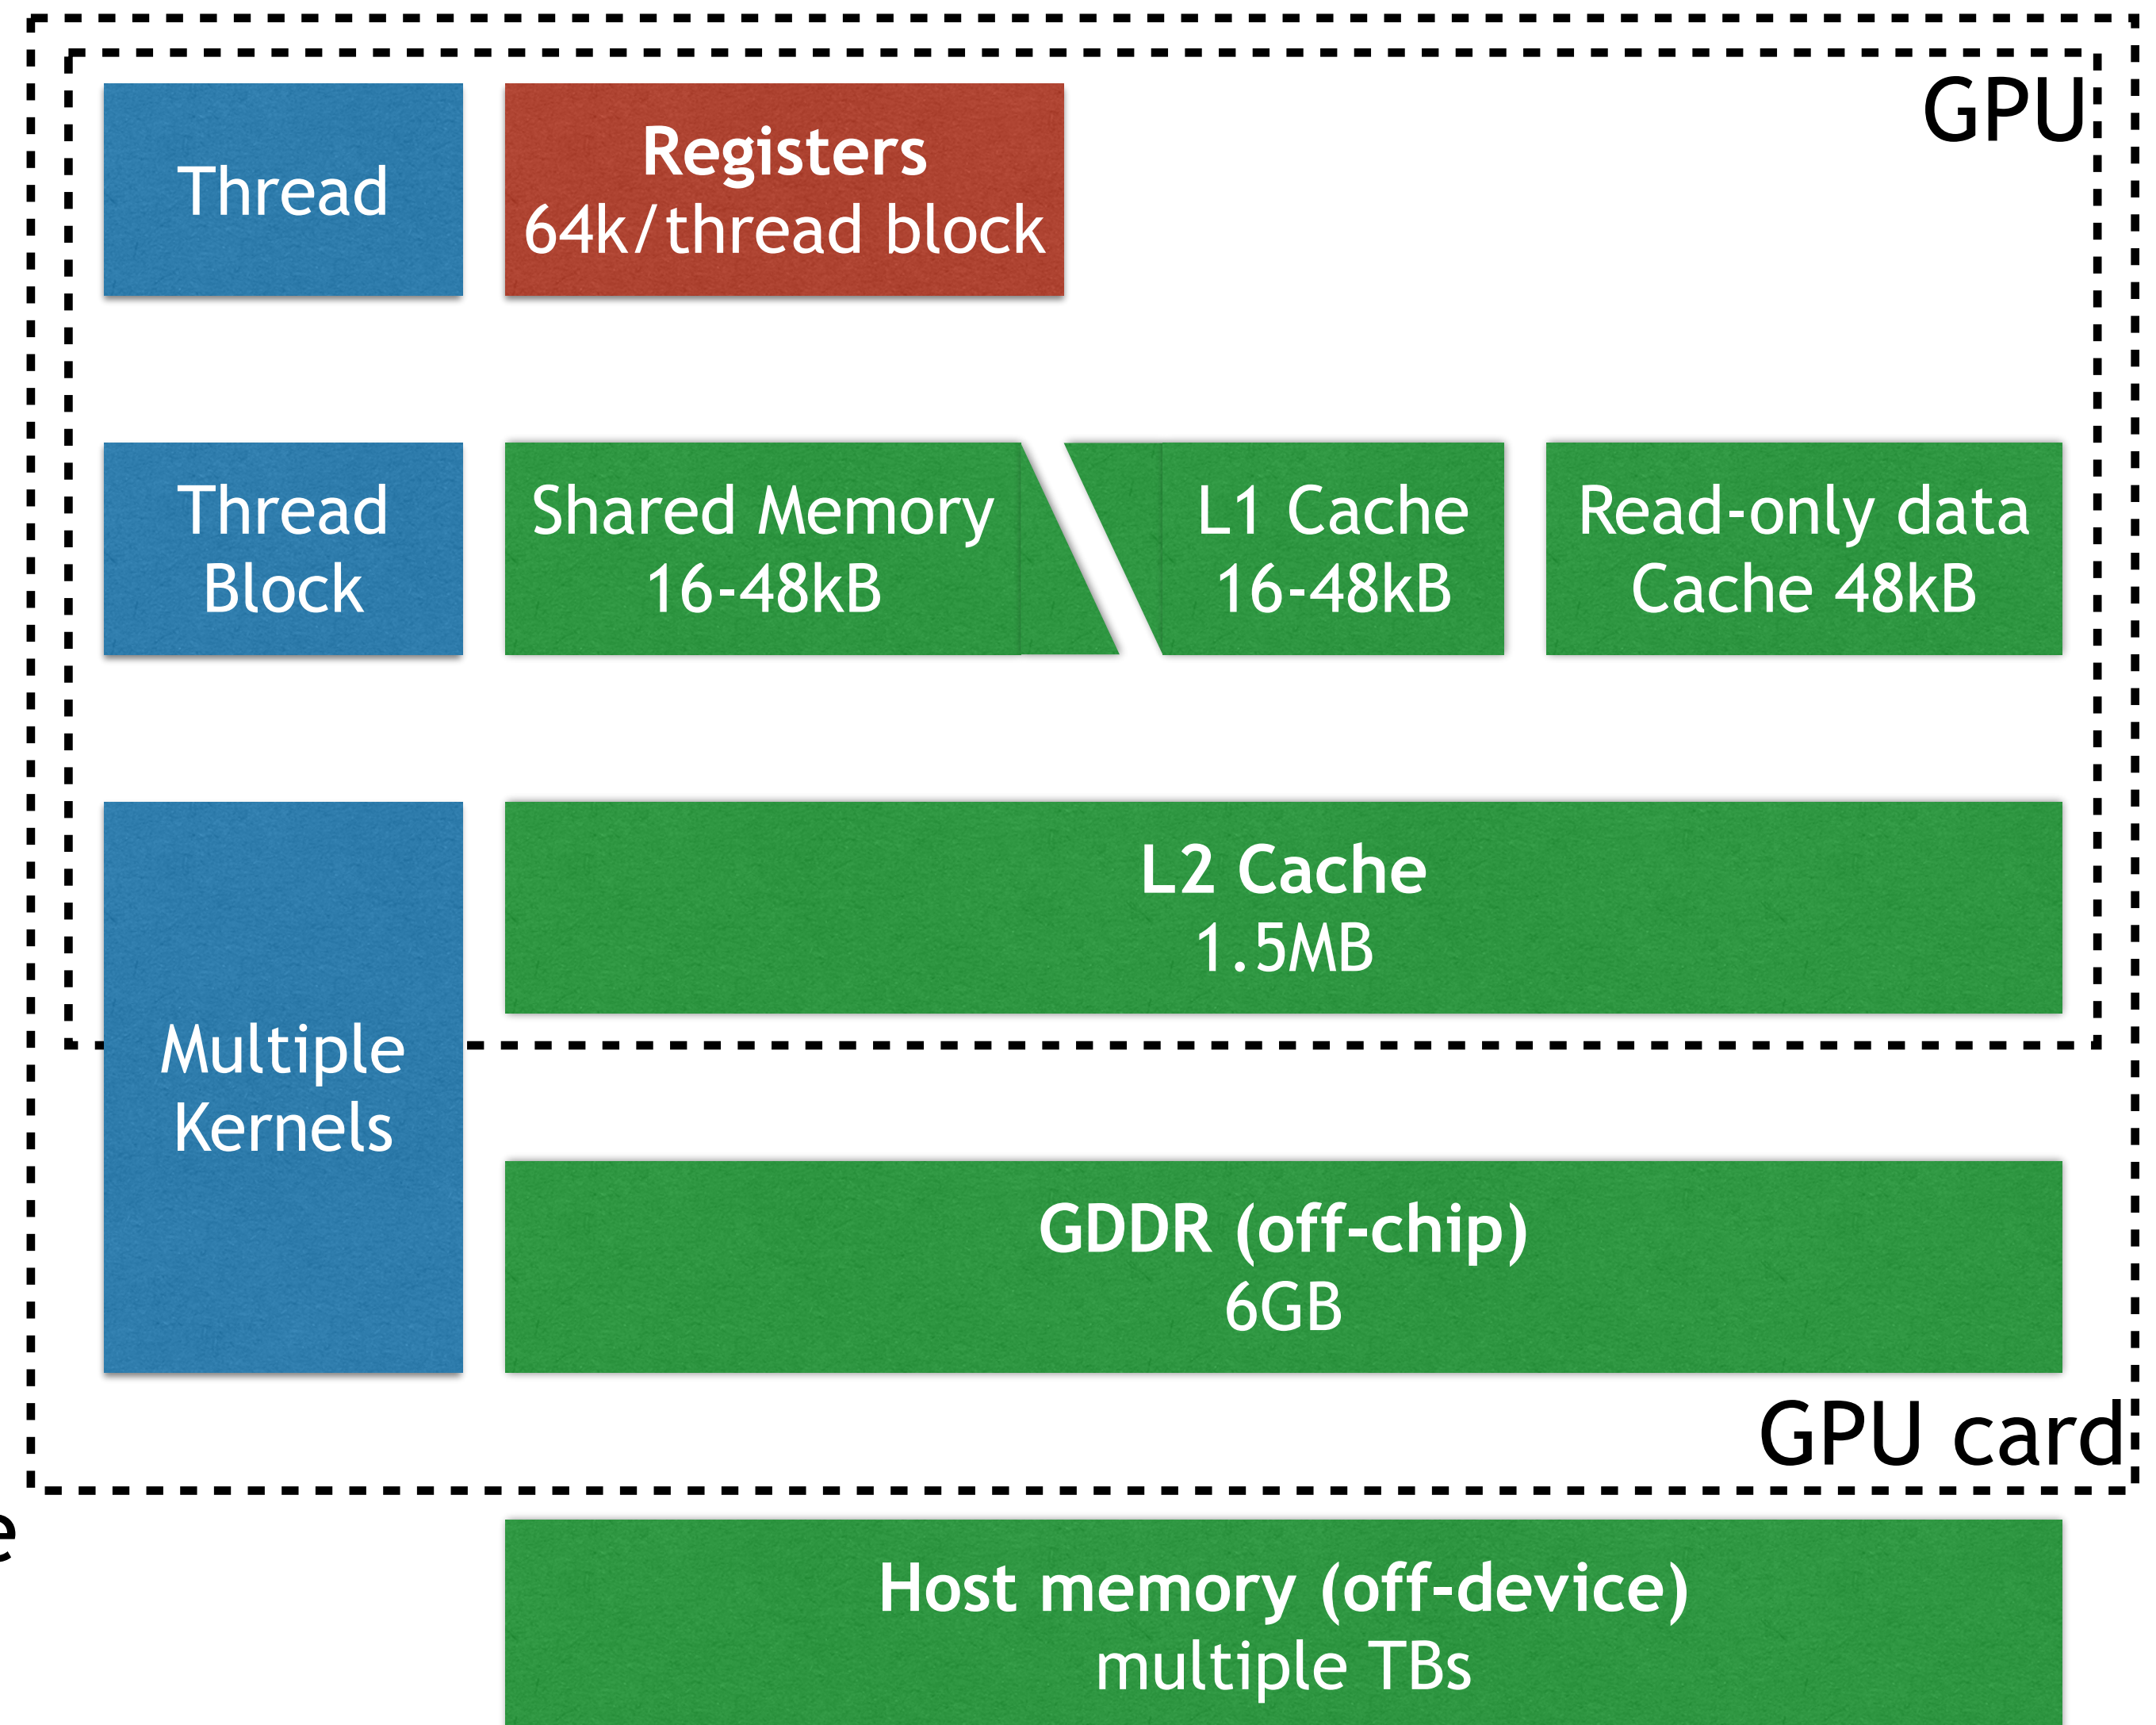 GPU
Thread
Registers
64k/thread block
Thread
Block
Shared Memory
16-48kB
L1 Cache
16-48kB
Read-only data
Cache 48kB
L2 Cache
1.5MB
Multiple
Kernels
GDDR (off-chip)
6GB
GPU card
e
Host memory (off-device)
multiple TBs